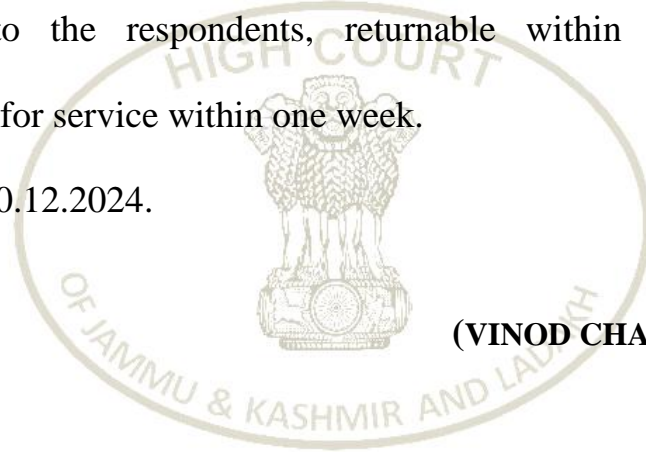 to the respondents, returnable within
for service within one week.
0.12.2024.
(VINOD CHA
HIGH COURT
OF JAMMU & KASHMIR AND LADAKH